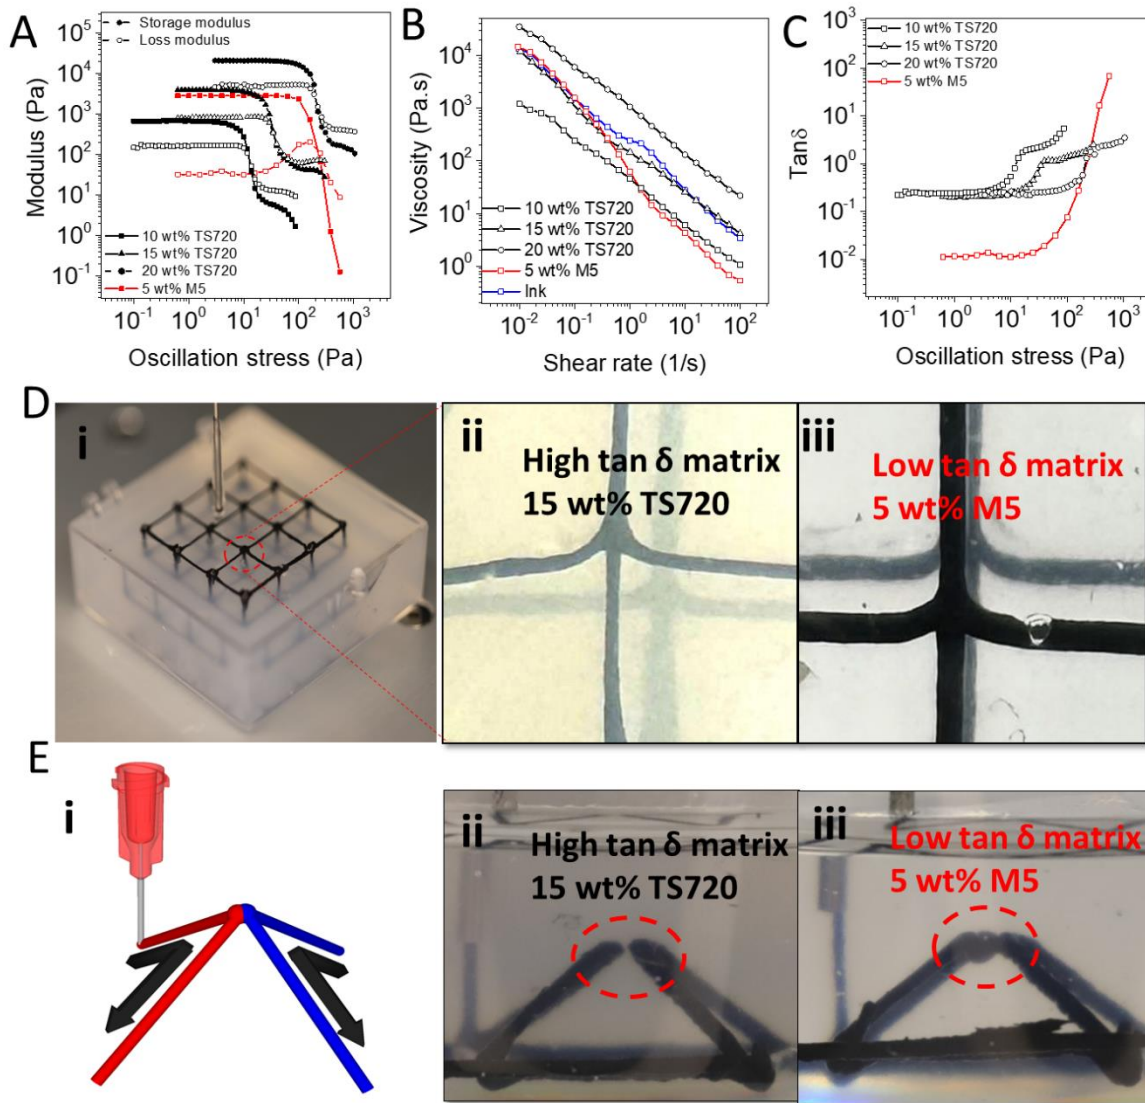 A
Storage modulus
Loss modulus
Modulus (Pa)
10⁵
10⁴
10³
10²
10¹
10⁰
10⁻¹
10 wt% TS720
15 wt% TS720
20 wt% TS720
5 wt% M5
10⁻¹ 10⁰ 10¹ 10² 10³
Oscillation stress (Pa)
B
Viscosity (Pa.s)
10⁴
10³
10²
10¹
10⁰
10 wt% TS720
15 wt% TS720
20 wt% TS720
5 wt% M5
Ink
10⁻² 10⁻¹ 10⁰ 10¹ 10²
Shear rate (1/s)
C
Tanδ
10³
10²
10¹
10⁰
10⁻¹
10⁻²
10 wt% TS720
15 wt% TS720
20 wt% TS720
5 wt% M5
10⁻¹ 10⁰ 10¹ 10² 10³
Oscillation stress (Pa)
D
i
ii
High tan δ matrix
15 wt% TS720
iii
Low tan δ matrix
5 wt% M5
E
i
ii
High tan δ matrix
15 wt% TS720
iii
Low tan δ matrix
5 wt% M5